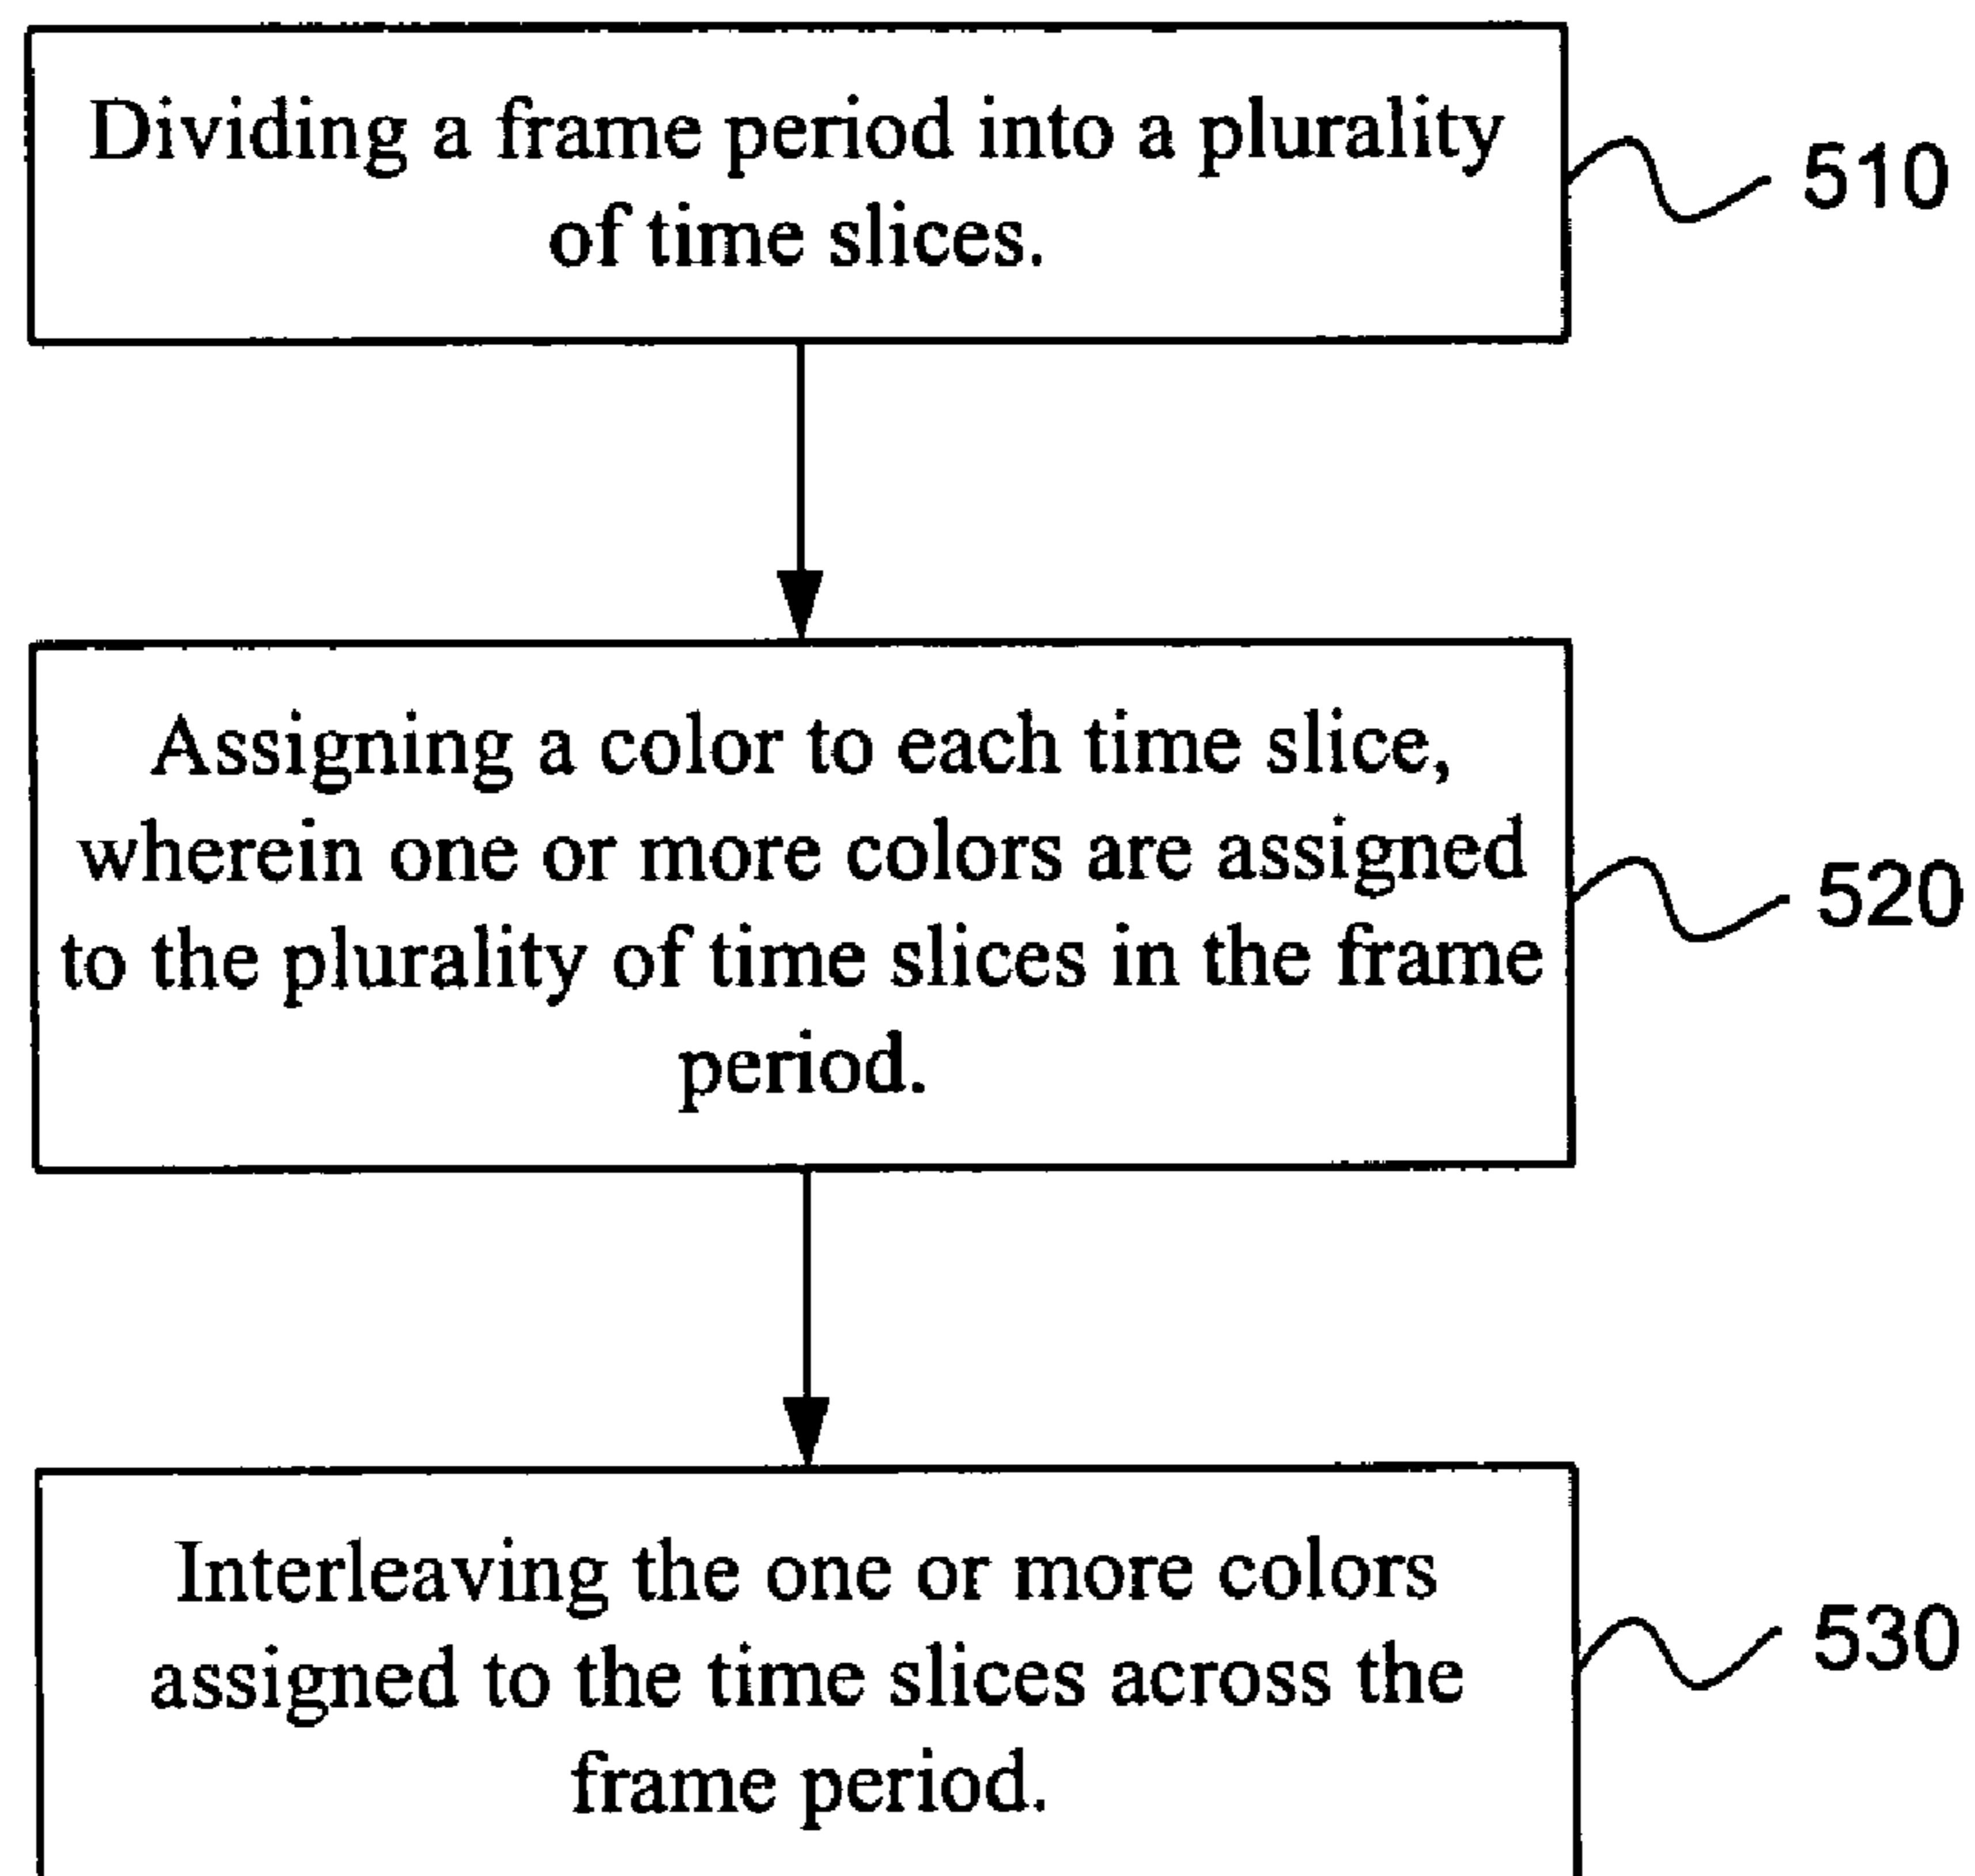 Dividing a frame period into a plurality
of time slices.
510
Assigning a color to each time slice,
wherein one or more colors are assigned
to the plurality of time slices in the frame
period.
520
Interleaving the one or more colors
assigned to the time slices across the
frame period.
530